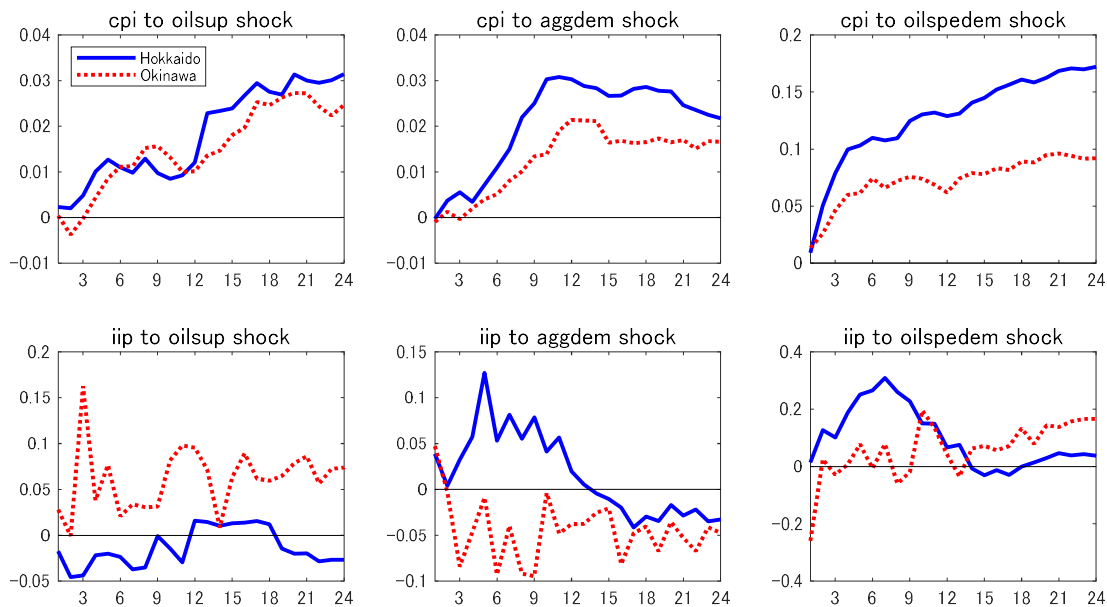 cpi to oilsup shock
0.04
0.03
0.02
0.01
0
-0.01
3 6 9 12 15 18 21 24
Hokkaido
Okinawa
cpi to aggdem shock
0.04
0.03
0.02
0.01
0
-0.01
3 6 9 12 15 18 21 24
cpi to oilspedem shock
0.2
0.15
0.1
0.05
0
3 6 9 12 15 18 21 24
iip to oilsup shock
0.2
0.15
0.1
0.05
0
-0.05
3 6 9 12 15 18 21 24
iip to aggdem shock
0.15
0.1
0.05
0
-0.05
-0.1
3 6 9 12 15 18 21 24
iip to oilspedem shock
0.4
0.2
0
-0.2
-0.4
3 6 9 12 15 18 21 24